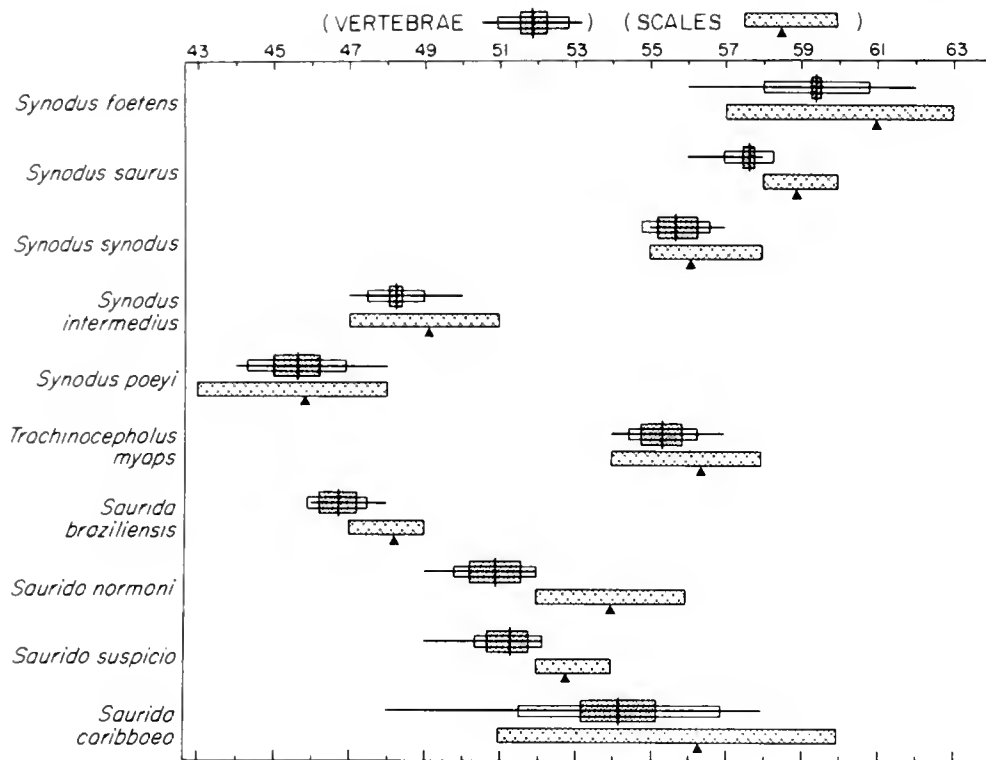 (VERTEBRAE ) (SCALES )
43 45 47 49 51 53 55 57 59 61 63
Synodus foetens
Synodus saurus
Synodus synodus
Synodus
intermedius
Synodus poeyi
Trachinocephalus
myops
Saurida
braziliensis
Saurida normani
Saurida suspicio
Saurida
caribbaea